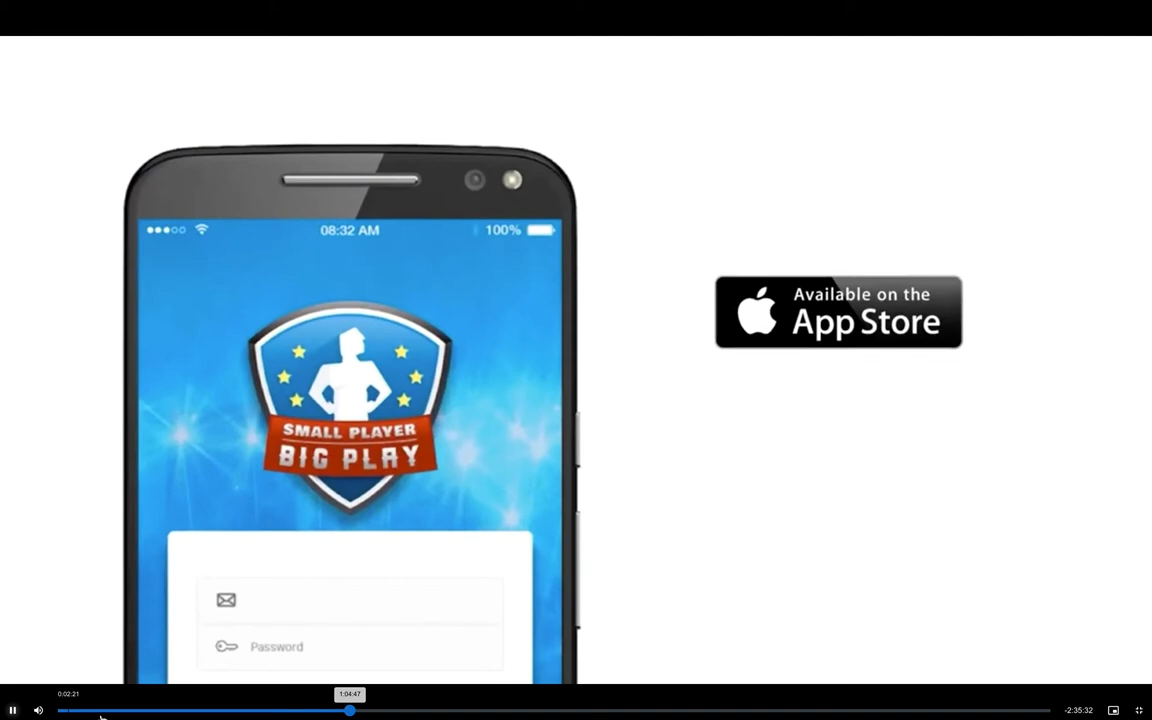 08:32 AM
100%
Available on the
App Store
SMALL PLAYER
BIG PLAY
Password
0:02:21
1:04:47
-2:35:32